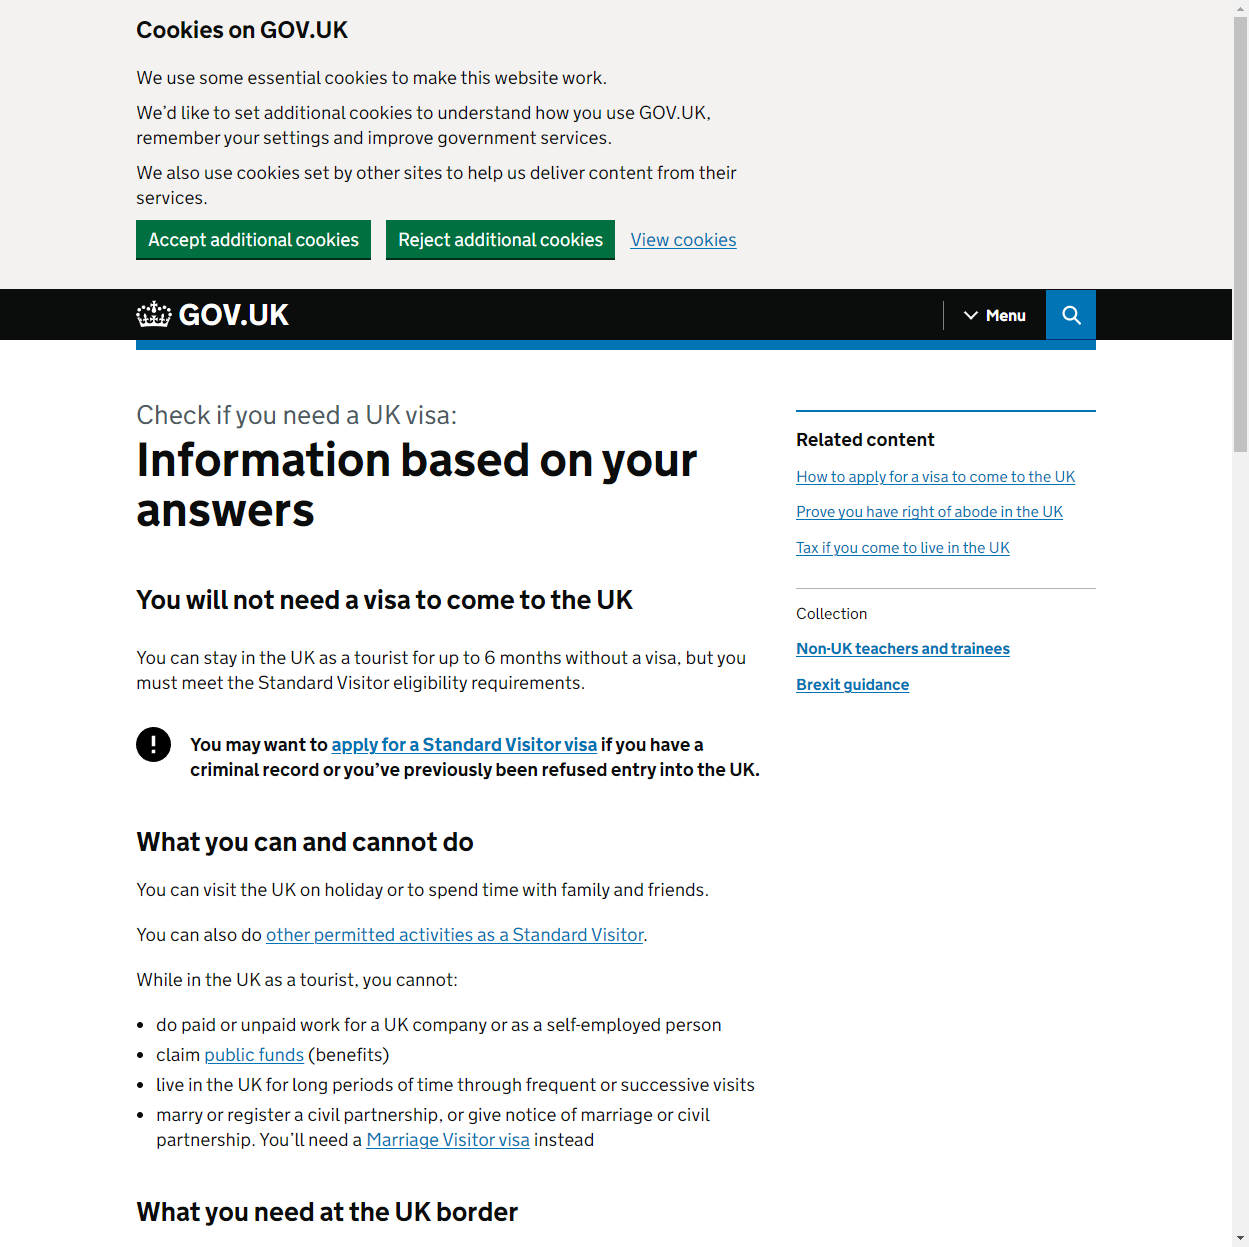 Cookies on GOV.UK
We use some essential cookies to make this website work.
We’d like to set additional cookies to understand how you use GOV.UK,
remember your settings and improve government services.
We also use cookies set by other sites to help us deliver content from their
services.
Accept additional cookies Reject additional cookies View cookies
GOV.UK Menu
Check if you need a UK visa:
Information based on your
answers
You will not need a visa to come to the UK
You can stay in the UK as a tourist for up to 6 months without a visa, but you
must meet the Standard Visitor eligibility requirements.
! You may want to apply for a Standard Visitor visa if you have a
criminal record or you’ve previously been refused entry into the UK.
What you can and cannot do
You can visit the UK on holiday or to spend time with family and friends.
You can also do other permitted activities as a Standard Visitor.
While in the UK as a tourist, you cannot:
• do paid or unpaid work for a UK company or as a self-employed person
• claim public funds (benefits)
• live in the UK for long periods of time through frequent or successive visits
• marry or register a civil partnership, or give notice of marriage or civil
partnership. You’ll need a Marriage Visitor visa instead
What you need at the UK border
Related content
How to apply for a visa to come to the UK
Prove you have right of abode in the UK
Tax if you come to live in the UK
Collection
Non-UK teachers and trainees
Brexit guidance